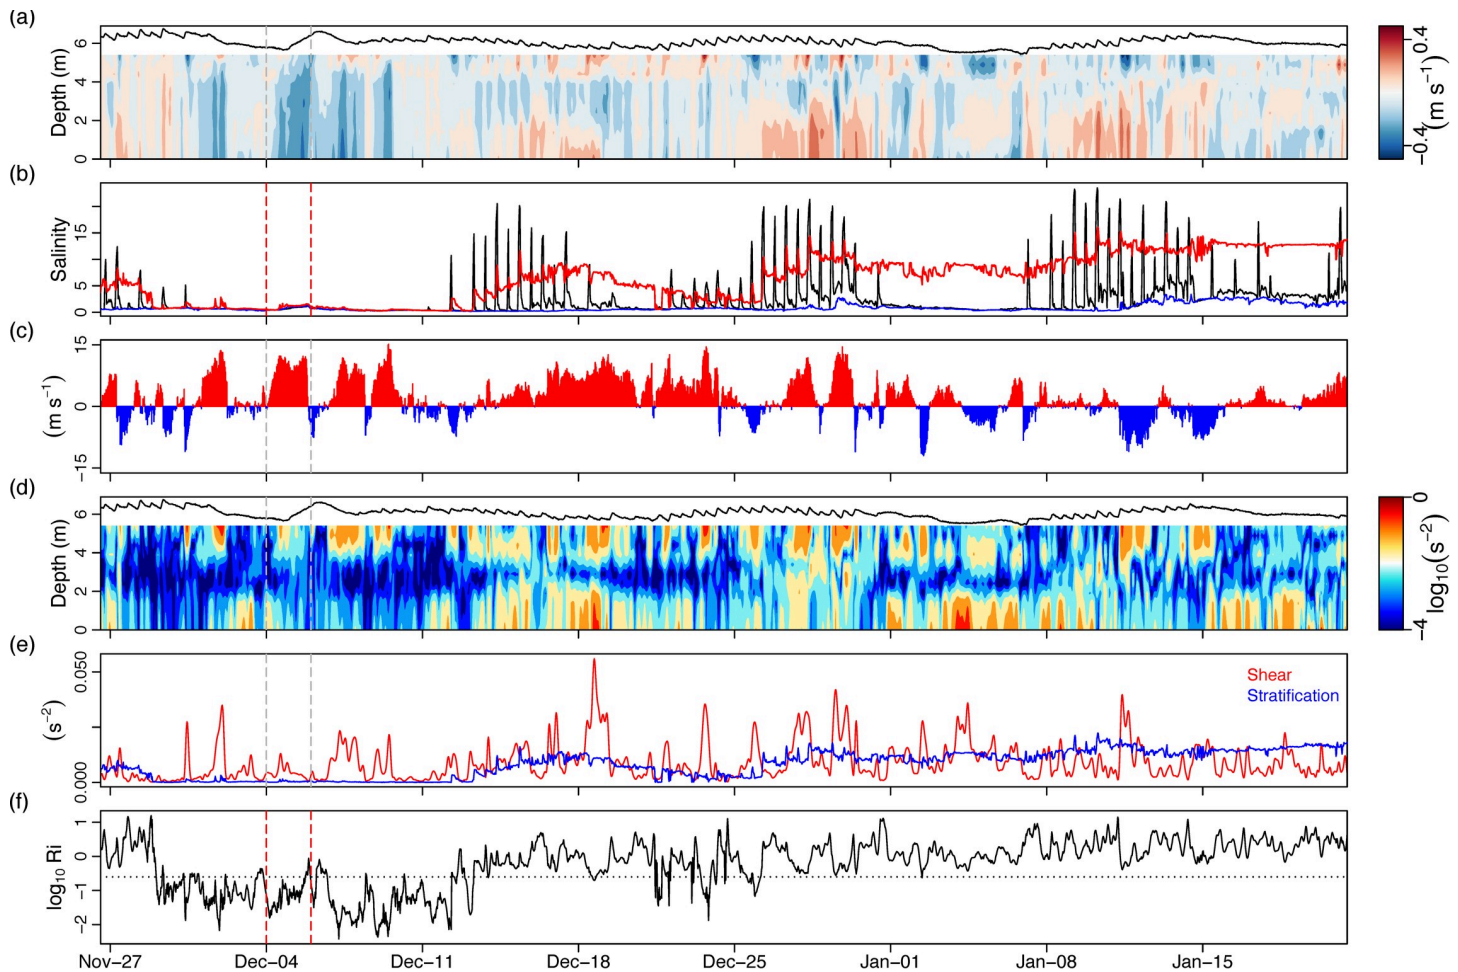 (a)
6
4
2
0
Depth (m)
0.4
−0.4
(m s−1)
(b)
15
5
0
Salinity
(c)
15
0
−15
(m s−1)
(d)
6
4
2
0
Depth (m)
0
−4
log10(s−2)
(e)
0.050
0.000
(s−2)
Shear
Stratification
(f)
1
0
−1
−2
log10 Ri
Nov−27 Dec−04 Dec−11 Dec−18 Dec−25 Jan−01 Jan−08 Jan−15